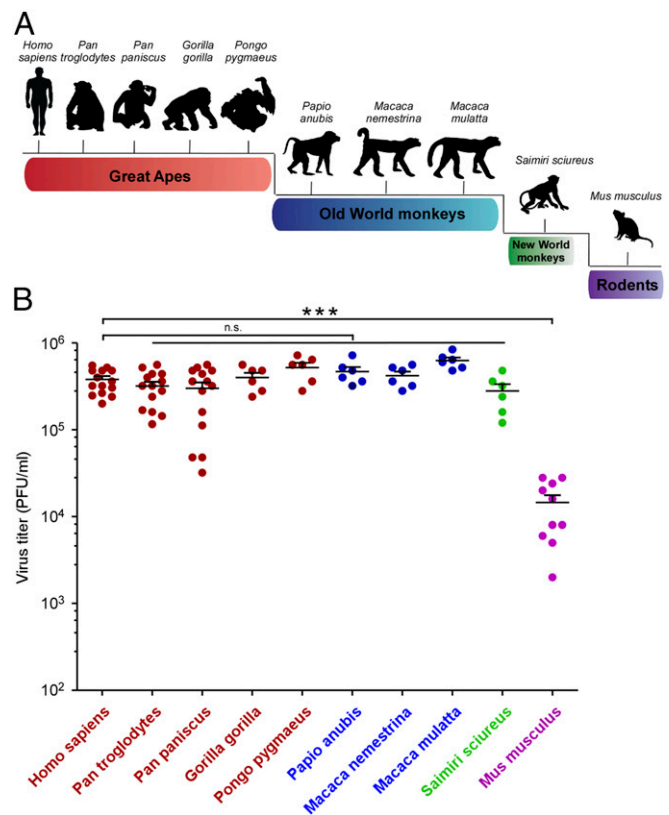 A
Homo sapiens
Pan troglodytes
Pan paniscus
Gorilla gorilla
Pongo pygmaeus
Papio anubis
Macaca nemestrina
Macaca mulatta
Saimiri sciureus
Mus musculus
Great Apes
Old World monkeys
New World
monkeys
Rodents
B
***
n.s.
Virus titer (PFU/ml)
10⁶
10⁵
10⁴
10³
10²
Homo sapiens
Pan troglodytes
Pan paniscus
Gorilla gorilla
Pongo pygmaeus
Papio anubis
Macaca nemestrina
Macaca mulatta
Saimiri sciureus
Mus musculus